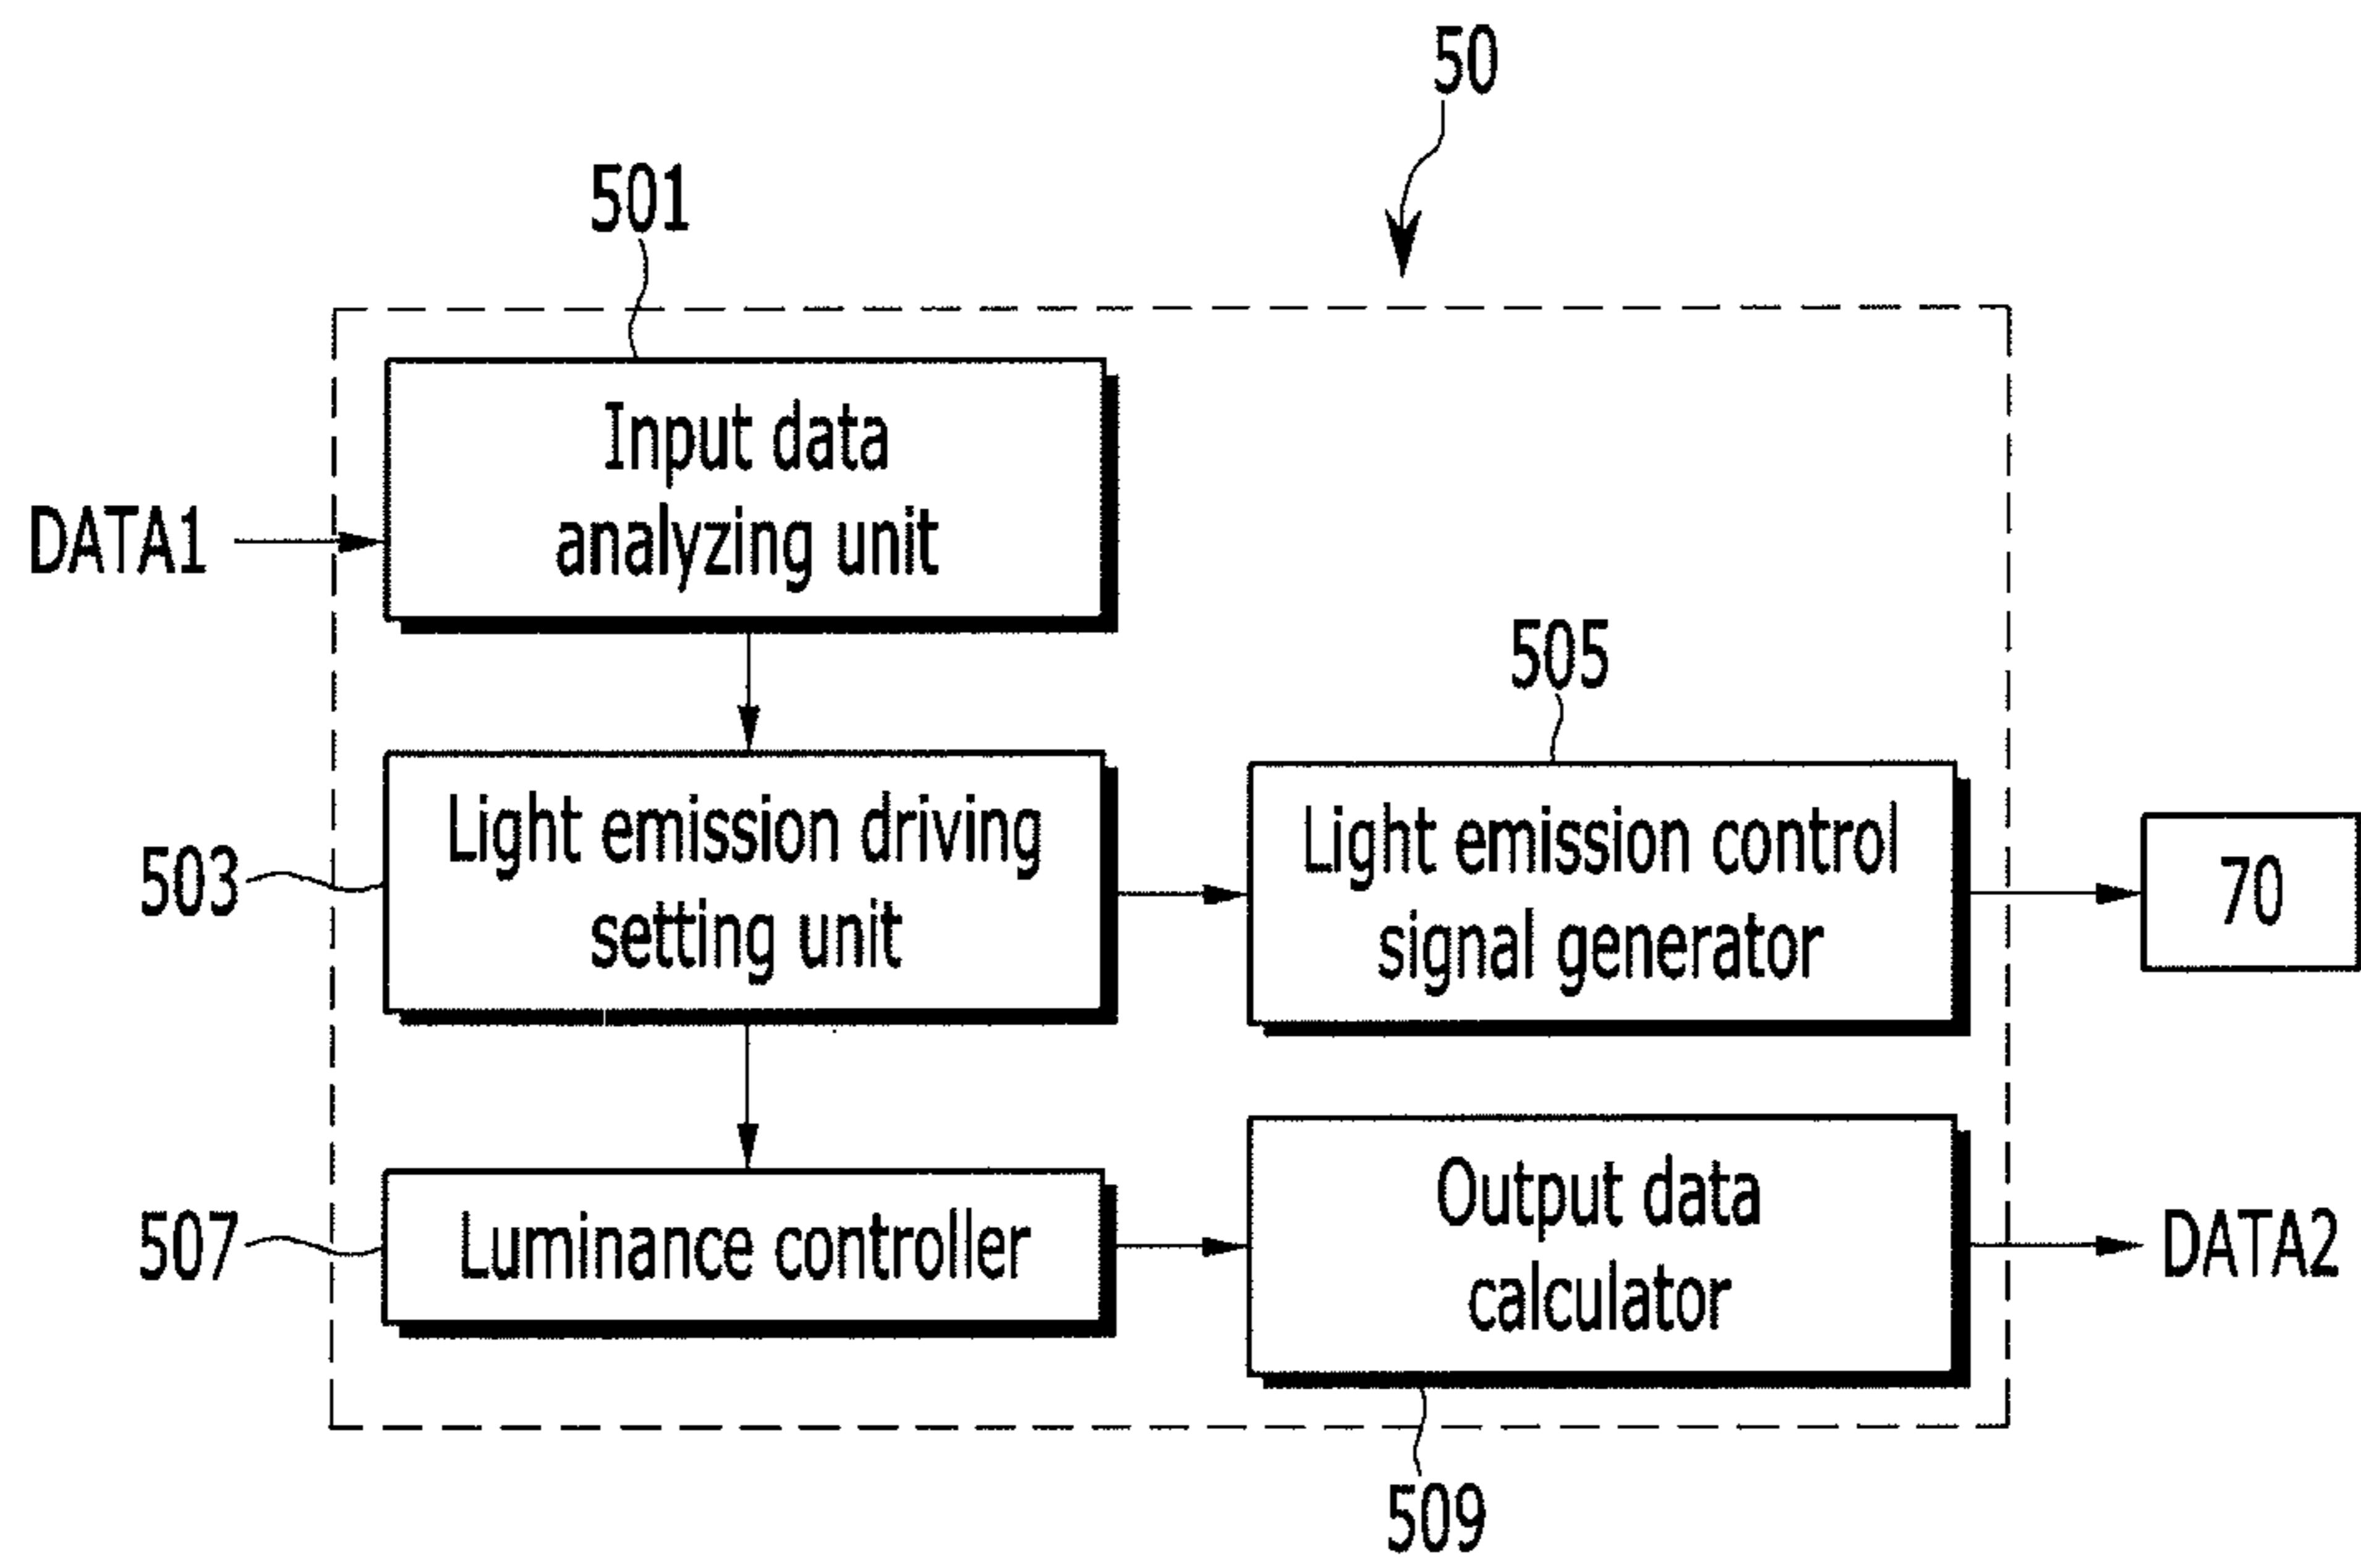 50
501
Input data
analyzing unit
DATA1
505
503
Light emission driving
setting unit
Light emission control
signal generator
70
507
Luminance controller
Output data
calculator
DATA2
509